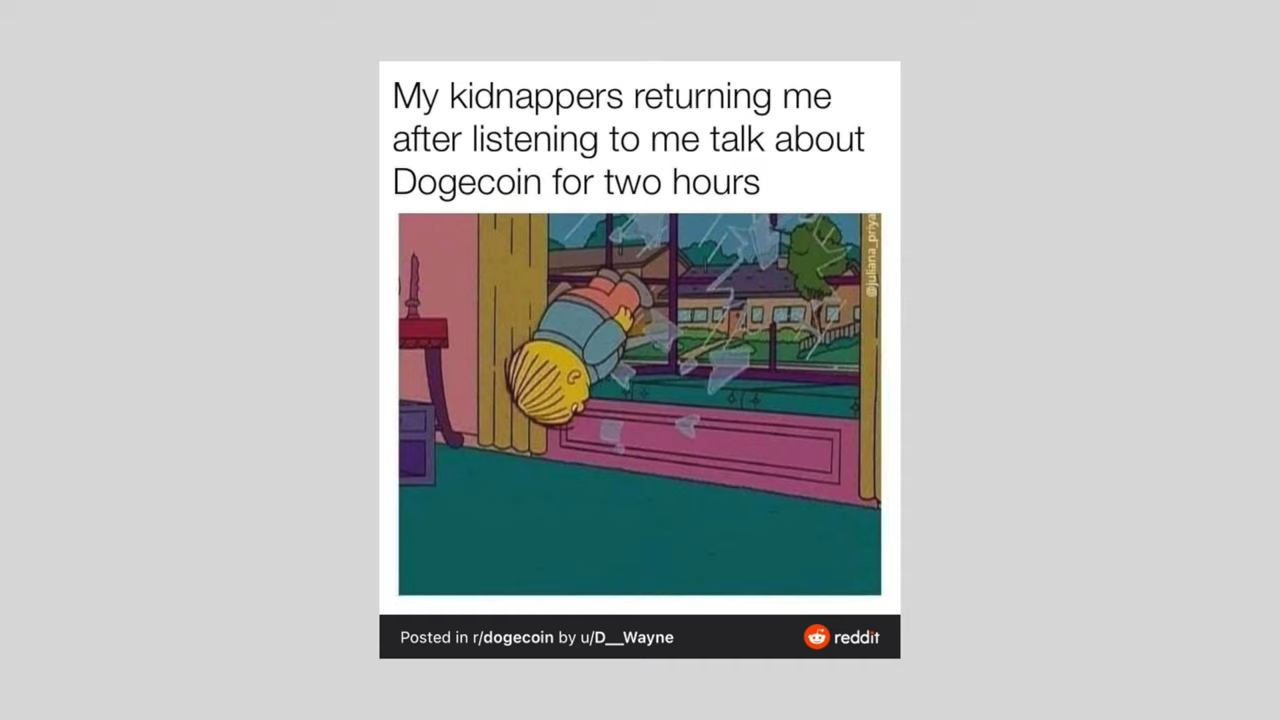 My kidnappers returning me
after listening to me talk about
Dogecoin for two hours
@juliana_priya
Posted in r/dogecoin by u/D__Wayne
reddit